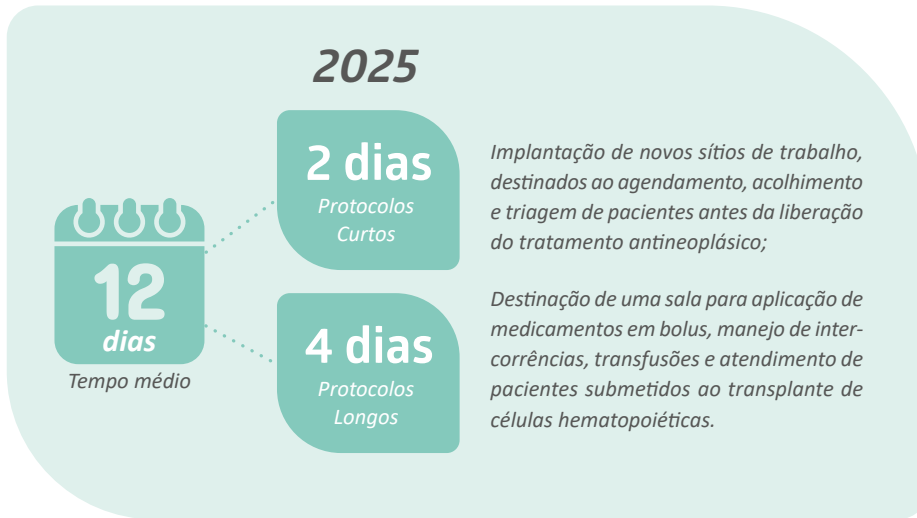 2025
2 dias
Protocolos
Curtos
12
dias
Tempo médio
4 dias
Protocolos
Longos
Implantação de novos sítios de trabalho,
destinados ao agendamento, acolhimento
e triagem de pacientes antes da liberação
do tratamento antineoplásico;
Destinação de uma sala para aplicação de
medicamentos em bolus, manejo de inter-
corrências, transfusões e atendimento de
pacientes submetidos ao transplante de
células hematopoiéticas.